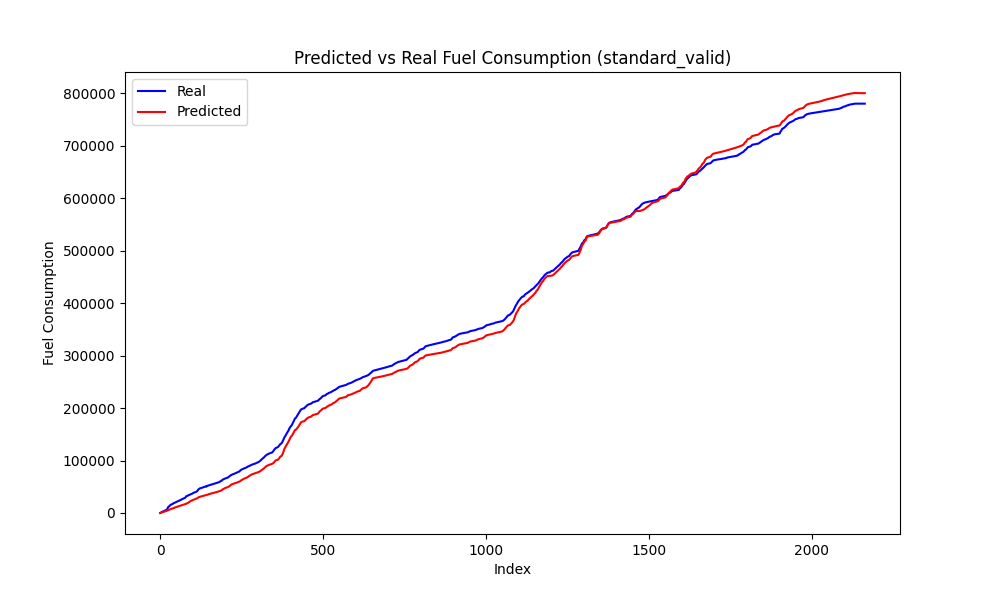 Predicted vs Real Fuel Consumption (standard_valid)
Real
Predicted
Fuel Consumption
800000
700000
600000
500000
400000
300000
200000
100000
0
0 500 1000 1500 2000
Index